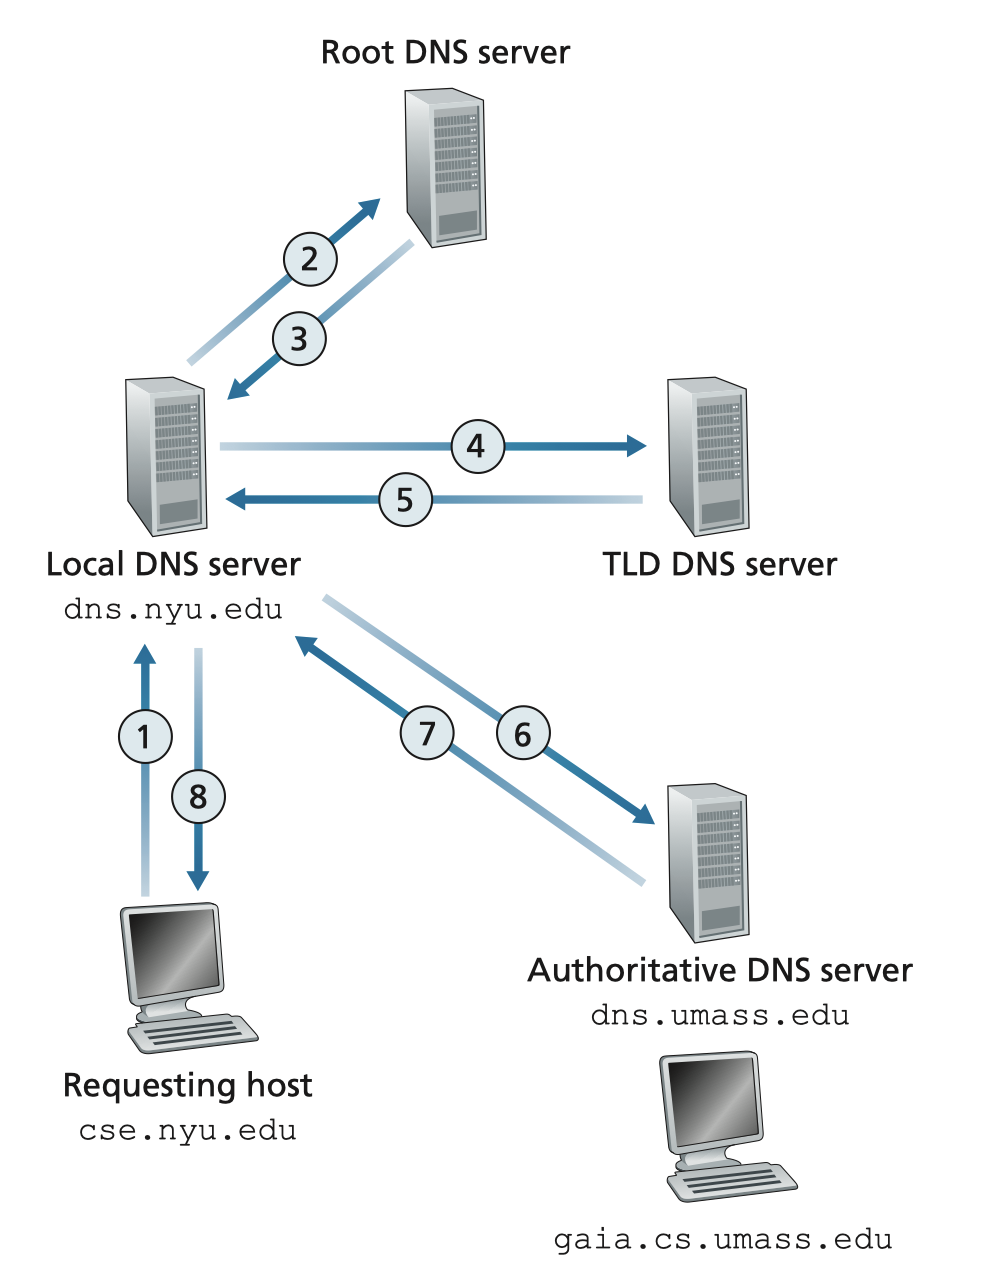 Root DNS server
2
3
4
5
Local DNS server
dns.nyu.edu
TLD DNS server
1
8
7
6
Authoritative DNS server
dns.umass.edu
Requesting host
cse.nyu.edu
gaia.cs.umass.edu